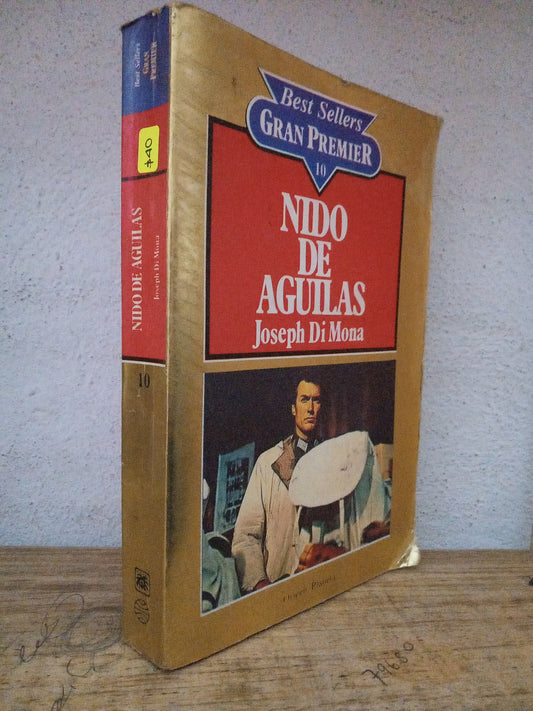 Best Sellers
GRAN PREMIER
10
NIDO
DE
AGUILAS
Joseph Di Mona
Best Sellers
GRAN
PREMIER
NIDO DE AGUILAS
Joseph Di Mona
10